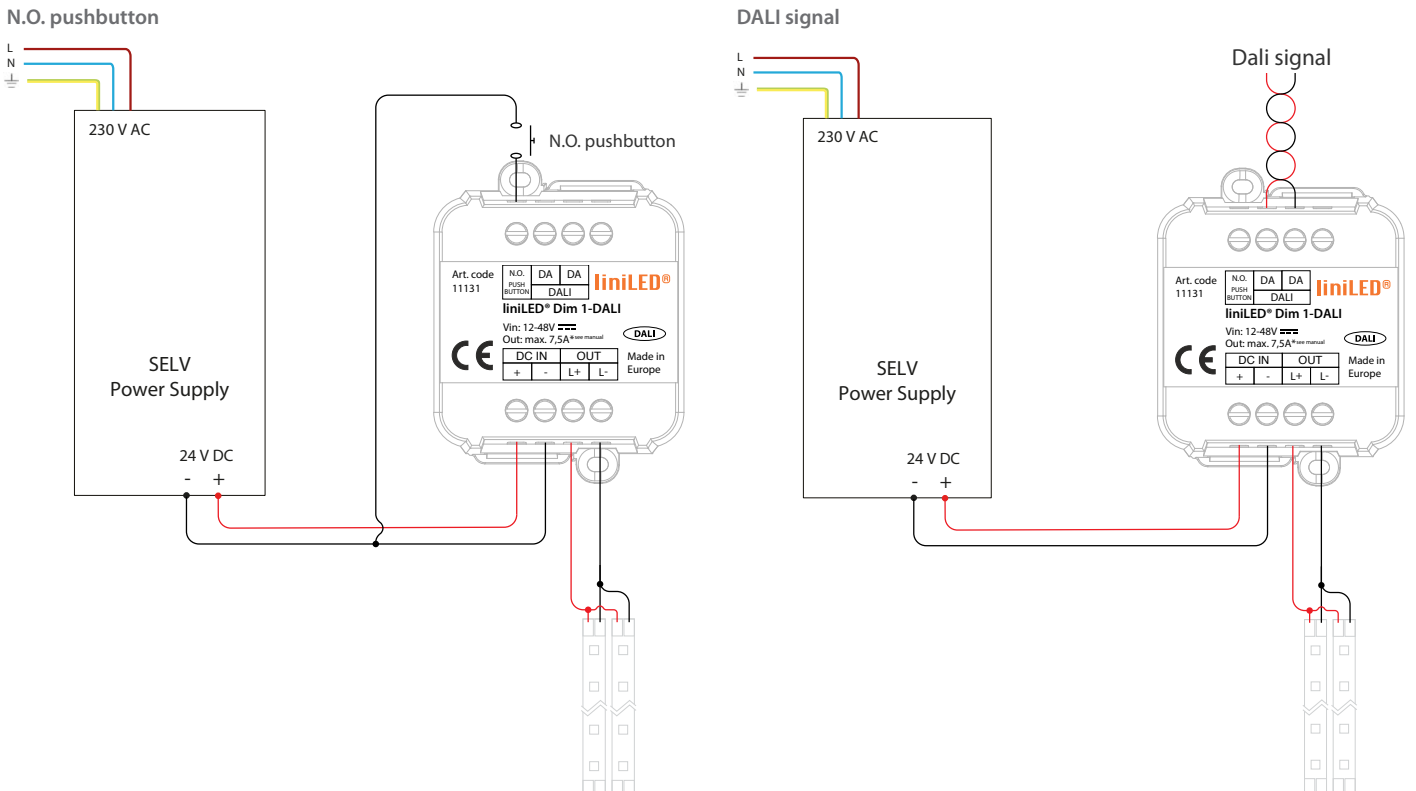 N.O. pushbutton
L
N
230 V AC
N.O. pushbutton
Art. code
11131
N.O.
PUSH
BUTTON
DA DA
DALI
liniLED®
liniLED® Dim 1-DALI
Vin: 12-48V
Out: max. 7,5A*see manual
DALI
CE
DC IN OUT
+ - L+ L-
Made in
Europe
SELV
Power Supply
24 V DC
- +
DALI signal
L
N
230 V AC
Dali signal
Art. code
11131
N.O.
PUSH
BUTTON
DA DA
DALI
liniLED®
liniLED® Dim 1-DALI
Vin: 12-48V
Out: max. 7,5A*see manual
DALI
CE
DC IN OUT
+ - L+ L-
Made in
Europe
SELV
Power Supply
24 V DC
- +